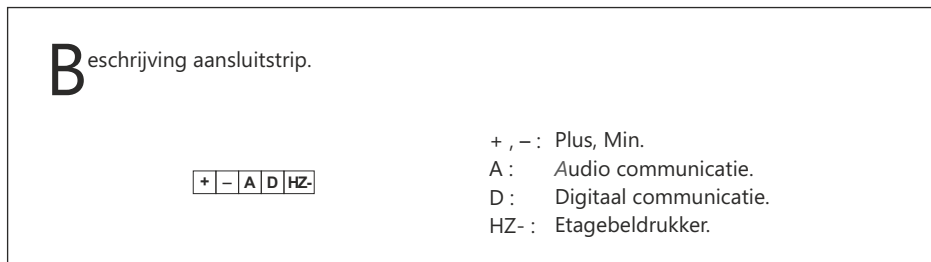 Beschrijving aansluitstrip.
+ – A D HZ-
+ , – : Plus, Min.
A : Audio communicatie.
D : Digitaal communicatie.
HZ- : Etagebeldrukker.